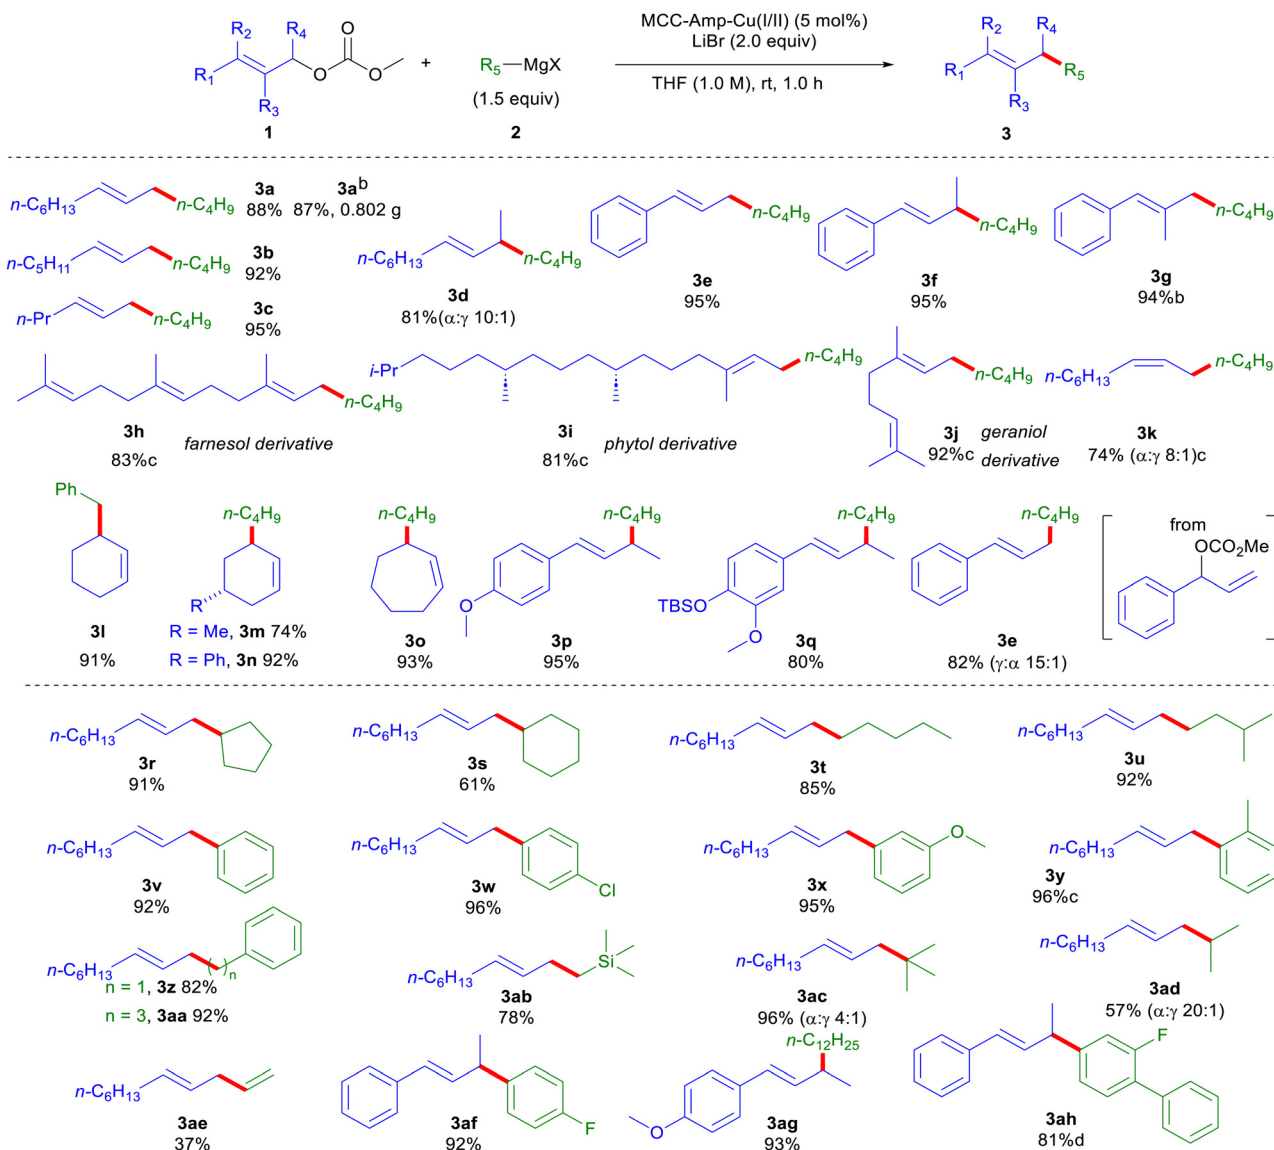 R₂ R₄ O MCC-Amp-Cu(I/II) (5 mol%) R₂ R₄
LiBr (2.0 equiv)
R₁ O O + R₅—MgX R₁ R₅
R₃ (1.5 equiv) THF (1.0 M), rt, 1.0 h R₃
1 2 3
n-C₆H₁₃ n-C₄H₉ 3a 3aᵇ
88% 87%, 0.802 g
n-C₅H₁₁ n-C₄H₉ 3b
92%
n-Pr n-C₄H₉ 3c
95%
n-C₆H₁₃ n-C₄H₉
3d
81%(α:γ 10:1)
n-C₄H₉
3e
95%
n-C₄H₉
3f
95%
n-C₄H₉
3g
94%b
n-C₄H₉
3h farnesol derivative
83%c
i-Pr n-C₄H₉
3i phytol derivative
81%c
n-C₄H₉
3j geraniol
92%c derivative
n-C₆H₁₃ n-C₄H₉
3k
74% (α:γ 8:1)c
Ph
3l
91%
n-C₄H₉
R
R = Me, 3m 74%
R = Ph, 3n 92%
n-C₄H₉
3o
93%
n-C₄H₉
O
3p
95%
n-C₄H₉
TBSO
O
3q
80%
n-C₄H₉
3e
82% (γ:α 15:1)
from
OCO₂Me
n-C₆H₁₃
3r
91%
n-C₆H₁₃
3s
61%
n-C₆H₁₃
3t
85%
n-C₆H₁₃
3u
92%
n-C₆H₁₃
3v
92%
n-C₆H₁₃
Cl
3w
96%
n-C₆H₁₃ O
3x
95%
n-C₆H₁₃
3y
96%c
n-C₆H₁₃ n
n = 1, 3z 82%
n = 3, 3aa 92%
n-C₆H₁₃ Si
3ab
78%
n-C₆H₁₃
3ac
96% (α:γ 4:1)
n-C₆H₁₃
3ad
57% (α:γ 20:1)
n-C₆H₁₃
3ae
37%
F
3af
92%
n-C₁₂H₂₅
O
3ag
93%
F
3ah
81%d